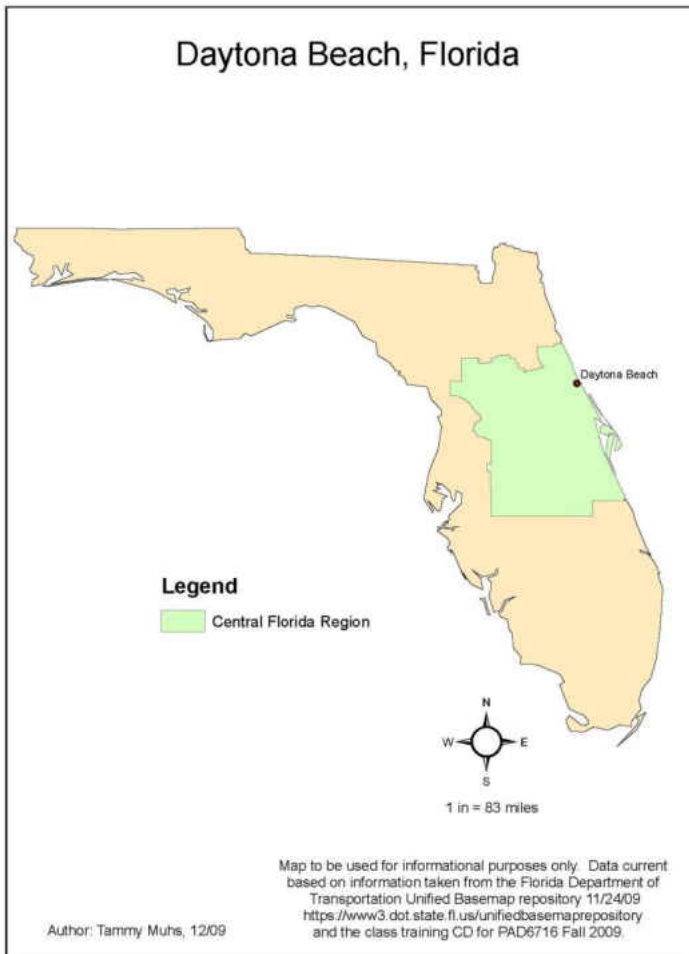 Daytona Beach, Florida
Daytona Beach
Legend
Central Florida Region
N
W E
S
1 in = 83 miles
Map to be used for informational purposes only. Data current
based on information taken from the Florida Department of
Transportation Unified Basemap repository 11/24/09
https://www3.dot.state.fl.us/unifiedbasemaprepository
and the class training CD for PAD6716 Fall 2009.
Author: Tammy Muhs, 12/09